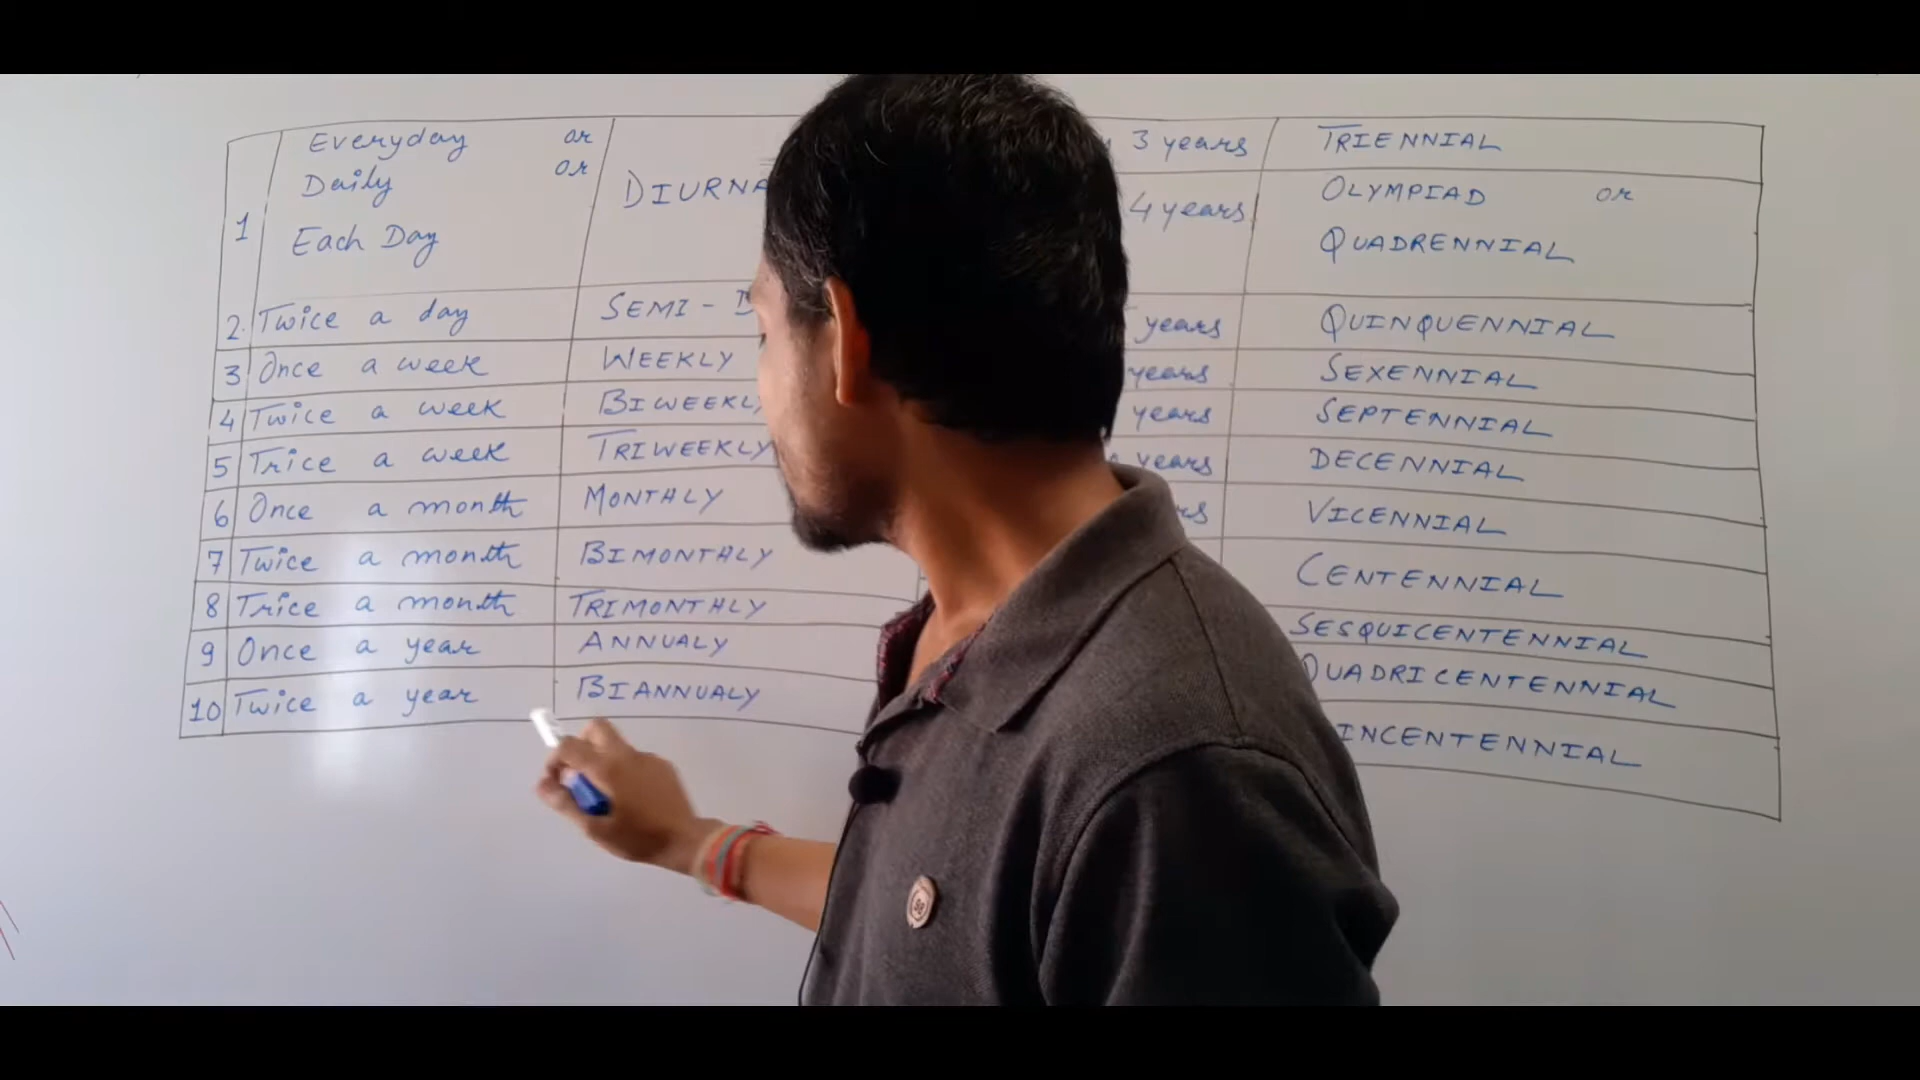 1 Everyday or
Daily or
Each Day
2. Twice a day SEMI -
3 Once a week WEEKLY
4 Twice a week BIWEEKLY
5 Trice a week TRIWEEKLY
6 Once a month MONTHLY
7 Twice a month BIMONTHLY
8 Trice a month TRIMONTHLY
9 Once a year ANNUALY
10 Twice a year BIANNUALY
3 years TRIENNIAL
4 years OLYMPIAD or
QUADRENNIAL
years QUINQUENNIAL
years SEXENNIAL
years SEPTENNIAL
years DECENNIAL
VICENNIAL
CENTENNIAL
SESQUICENTENNIAL
QUADRICENTENNIAL